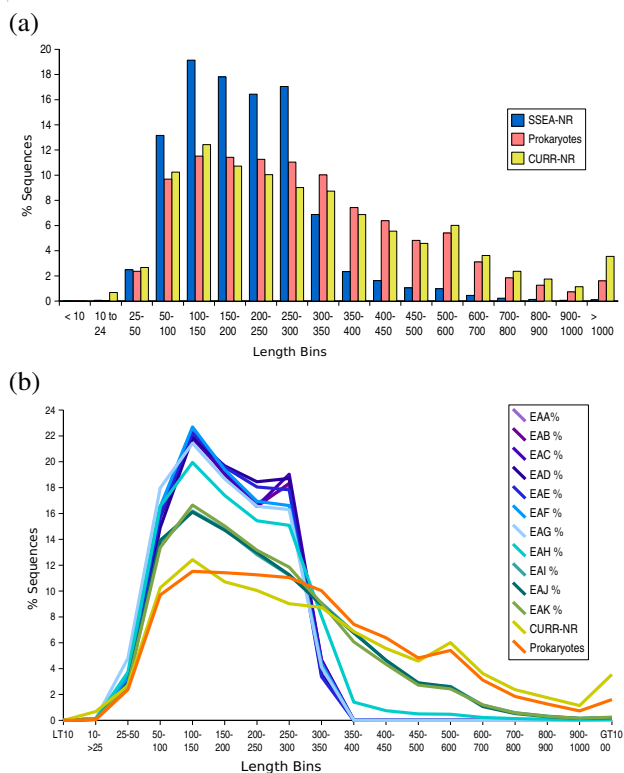 (a)
20
18
16
14
12
10
8
6
4
2
0
% Sequences
SSEA-NR
Prokaryotes
CURR-NR
< 10 10 to 25- 50- 100- 150- 200- 250- 300- 350- 400- 450- 500- 600- 700- 800- 900- >
24 50 100 150 200 250 300 350 400 450 500 600 700 800 900 1000 1000
Length Bins
(b)
24
22
20
18
16
14
12
10
8
6
4
2
0
% Sequences
EAA%
EAB %
EAC %
EAD %
EAE %
EAF %
EAG %
EAH %
EAI %
EAJ %
EAK %
CURR-NR
Prokaryotes
LT10 10- 25-50 50- 100- 150- 200- 250- 300- 350- 400- 450- 500- 600- 700- 800- 900- GT10
>25 100 150 200 250 300 350 400 450 500 600 700 800 900 1000 00
Length Bins